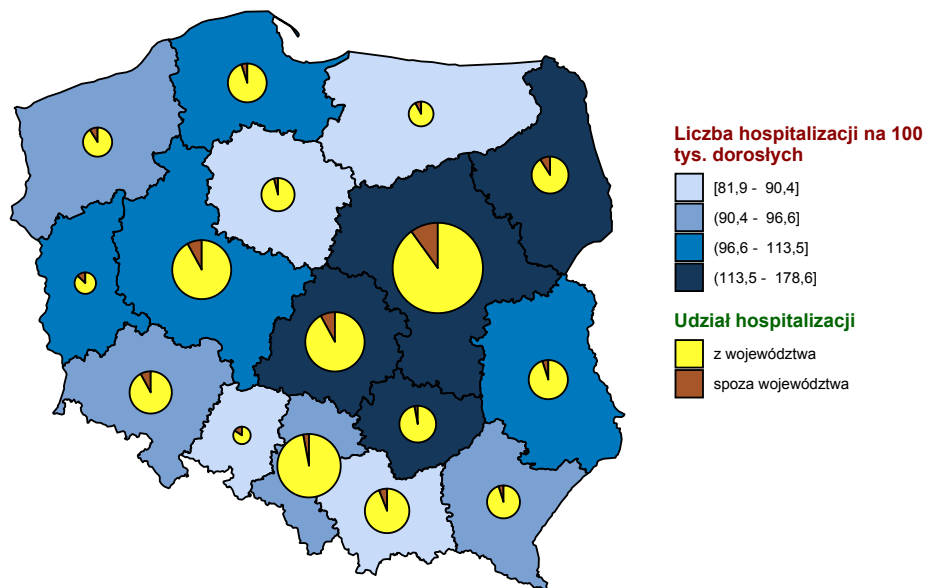 Liczba hospitalizacji na 100
tys. dorosłych
[81,9 - 90,4]
(90,4 - 96,6]
(96,6 - 113,5]
(113,5 - 178,6]
Udział hospitalizacji
z województwa
spoza województwa